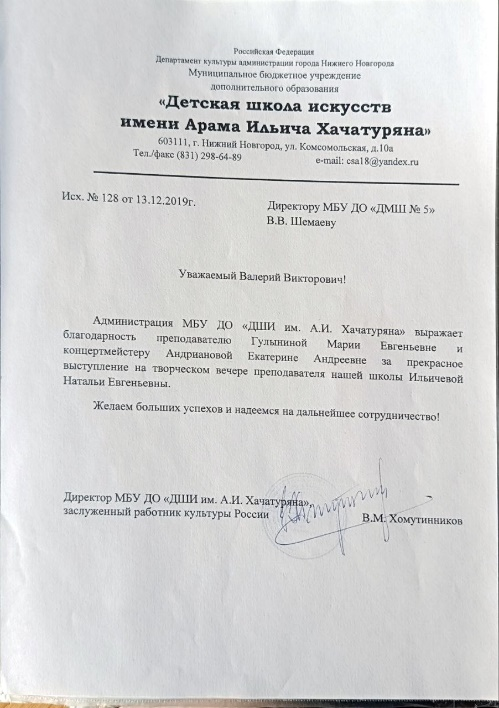 Российская Федерация
Департамент культуры администрации города Нижнего Новгорода
Муниципальное бюджетное учреждение
дополнительного образования
«Детская школа искусств
имени Арама Ильича Хачатуряна»
603111, г. Нижний Новгород, ул. Комсомольская, д.10а
Тел./факс (831) 298-64-89 e-mail: csa18@yandex.ru
Исх. № 128 от 13.12.2019г.
Директору МБУ ДО «ДМШ № 5»
В.В. Шемаеву
Уважаемый Валерий Викторович!
Администрация МБУ ДО «ДШИ им. А.И. Хачатуряна» выражает
благодарность преподавателю Гулыниной Марии Евгеньевне и
концертмейстеру Андриановой Екатерине Андреевне за прекрасное
выступление на творческом вечере преподавателя нашей школы Ильичевой
Натальи Евгеньевны.
Желаем больших успехов и надеемся на дальнейшее сотрудничество!
Директор МБУ ДО «ДШИ им. А.И. Хачатуряна»,
заслуженный работник культуры России В.М. Хомутинников